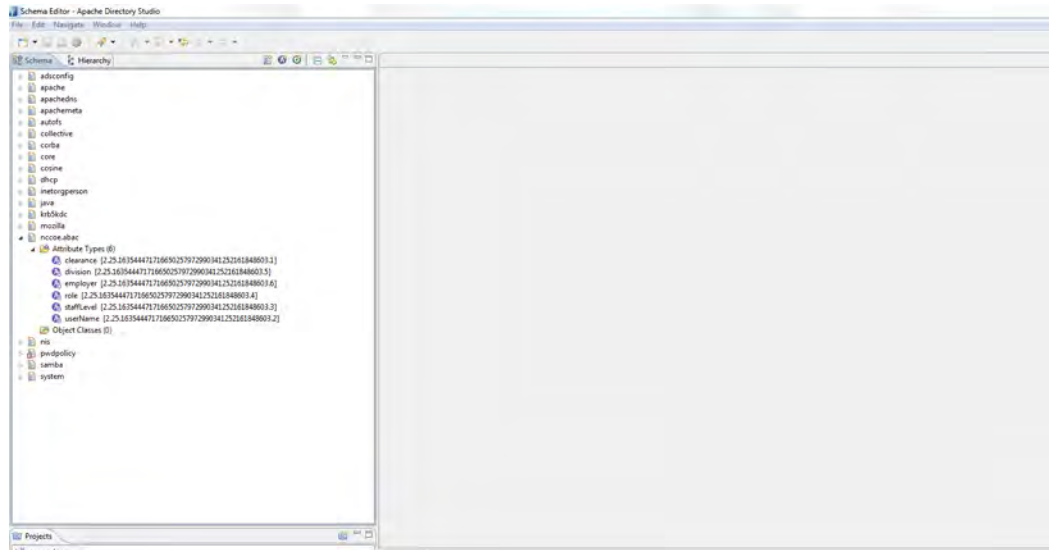 Schema Editor - Apache Directory Studio
File Edit Navigate Window Help
Schema Hierarchy
adsconfig
apache
apachedns
apachemeta
autofs
collective
corba
core
cosine
dhcp
inetorgperson
java
krb5kdc
mozilla
nccoe.abac
Attribute Types (6)
clearance [2.25.163544471716650257972990341252161848603.1]
division [2.25.163544471716650257972990341252161848603.5]
employer [2.25.163544471716650257972990341252161848603.6]
role [2.25.163544471716650257972990341252161848603.4]
staffLevel [2.25.163544471716650257972990341252161848603.3]
userName [2.25.163544471716650257972990341252161848603.2]
Object Classes (0)
nis
pwdpolicy
samba
system
Projects